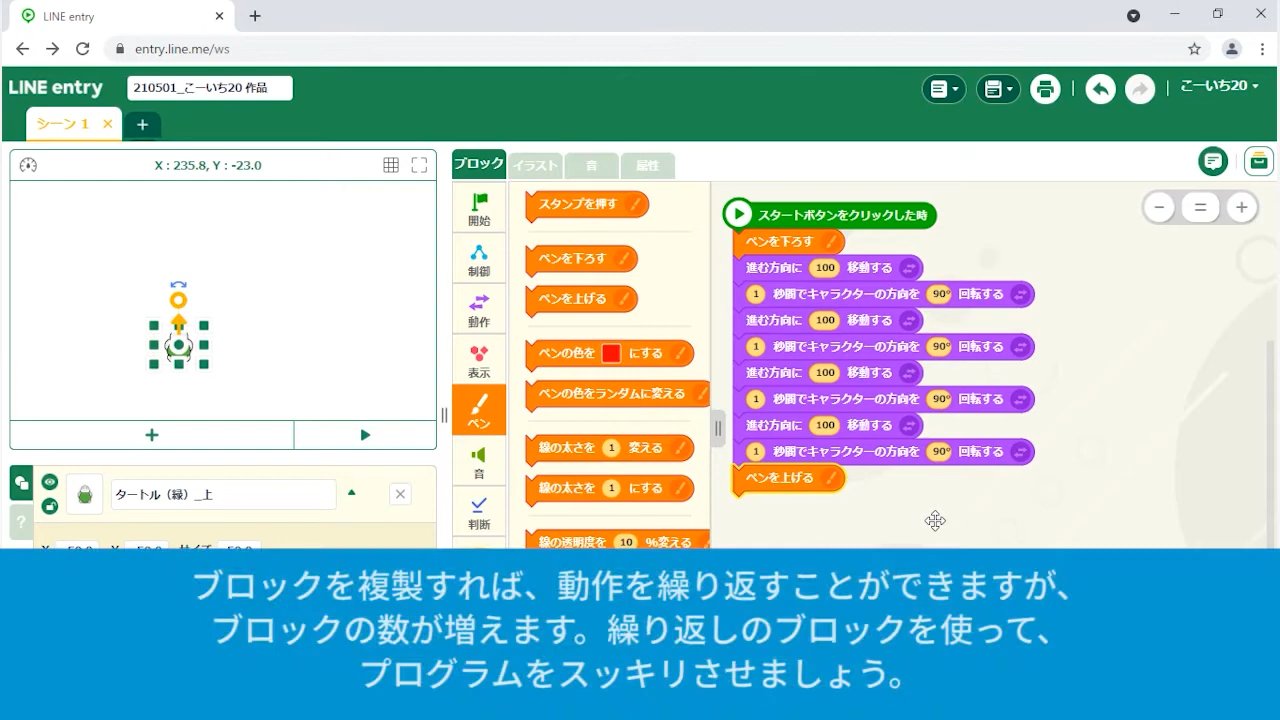 LINE entry
entry.line.me/ws
LINE entry
210501_こーいち20 作品
こーいち20
シーン 1
X : 235.8, Y : -23.0
ブロック
イラスト
音
属性
開始
制御
動作
表示
ペン
音
判断
スタンプを押す
ペンを下ろす
ペンを上げる
ペンの色を にする
ペンの色をランダムに変える
線の太さを 1 変える
線の太さを 1 にする
線の透明度を 10 %変える
スタートボタンをクリックした時
ペンを下ろす
進む方向に 100 移動する
1 秒間でキャラクターの方向を 90° 回転する
進む方向に 100 移動する
1 秒間でキャラクターの方向を 90° 回転する
進む方向に 100 移動する
1 秒間でキャラクターの方向を 90° 回転する
進む方向に 100 移動する
1 秒間でキャラクターの方向を 90° 回転する
ペンを上げる
タートル（緑）_上
ブロックを複製すれば、動作を繰り返すことができますが、
ブロックの数が増えます。繰り返しのブロックを使って、
プログラムをスッキリさせましょう。